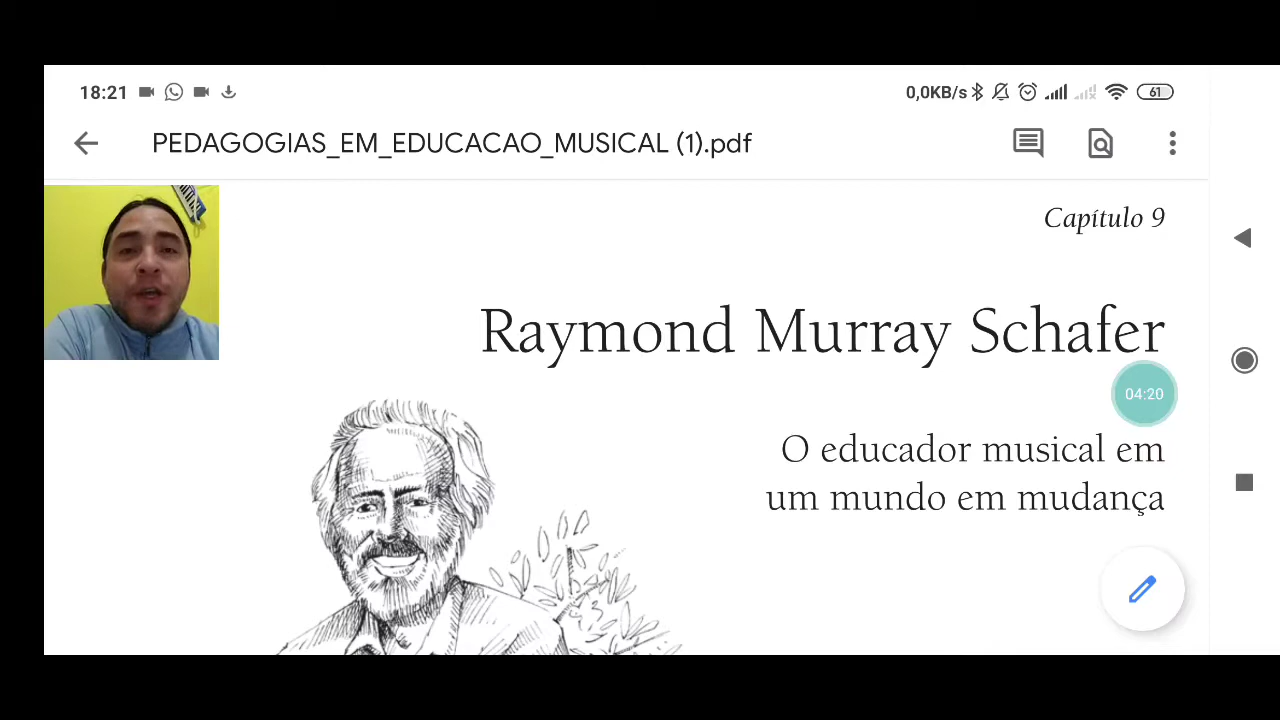 18:21
0,0KB/s
61
PEDAGOGIAS_EM_EDUCACAO_MUSICAL (1).pdf
Capítulo 9
Raymond Murray Schafer
04:20
O educador musical em
um mundo em mudança